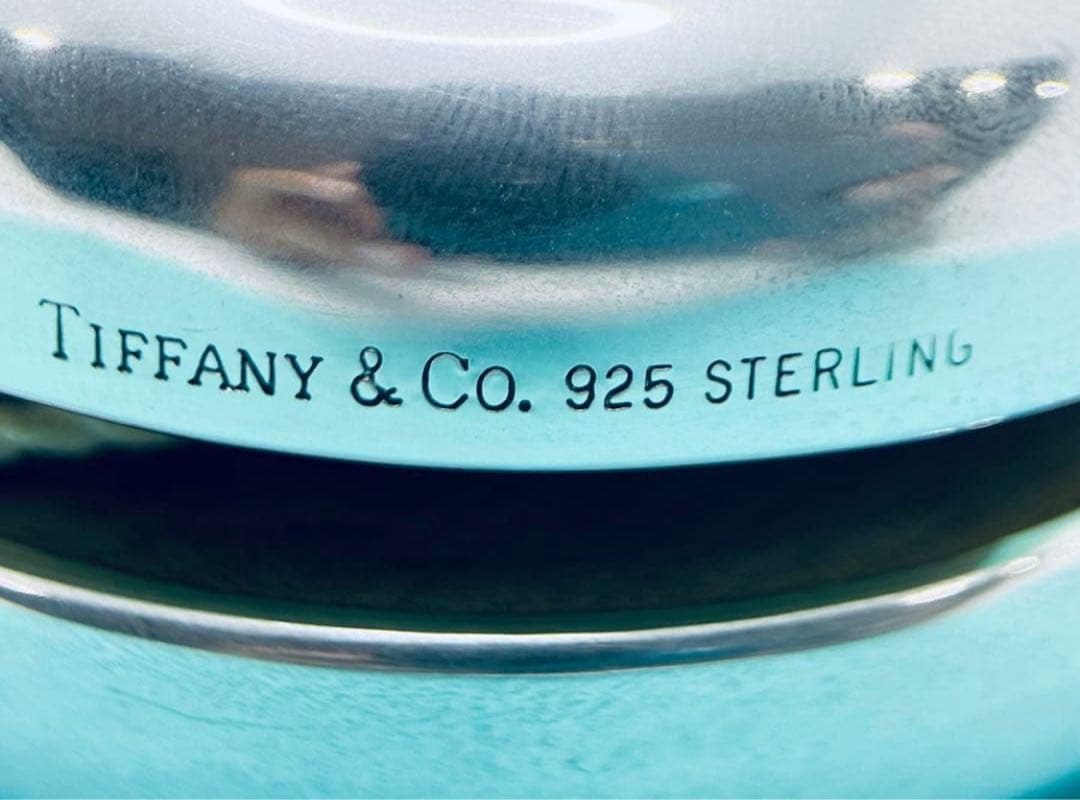 TIFFANY & CO. 925 STERLING